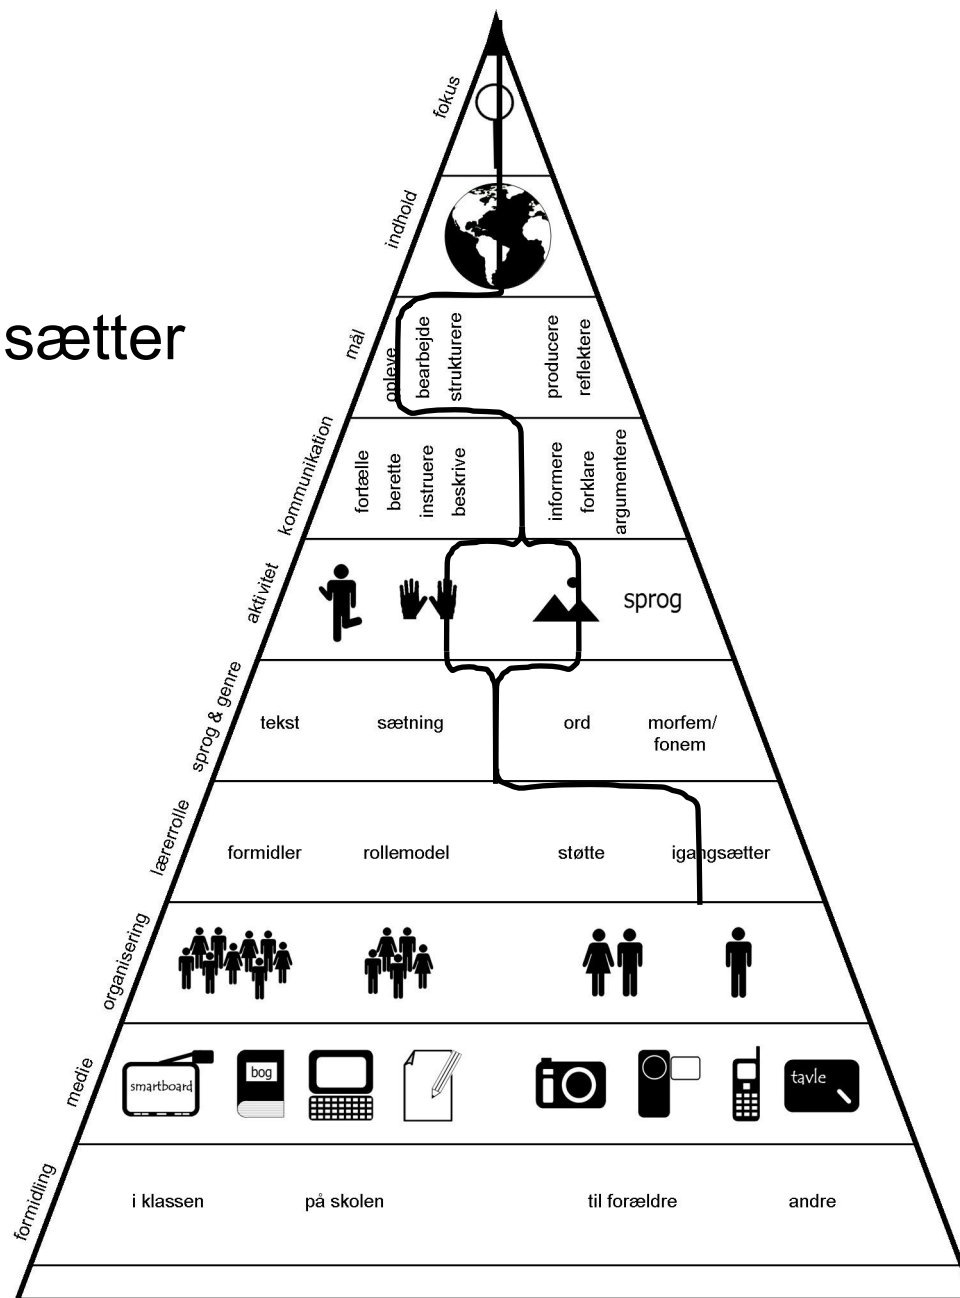 fokus
indhold
sætter
mål
opleve
bearbejde
strukturere
producere
reflektere
kommunikation
fortælle
berette
instruere
beskrive
informere
forklare
argumentere
aktivitet
sprog
sprog & genre
tekst
sætning
ord
morfem/
fonem
lærerrolle
formidler
rollemodel
støtte
igangsætter
organisering
medie
smartboard
bog
tavle
formidling
i klassen
på skolen
til forældre
andre